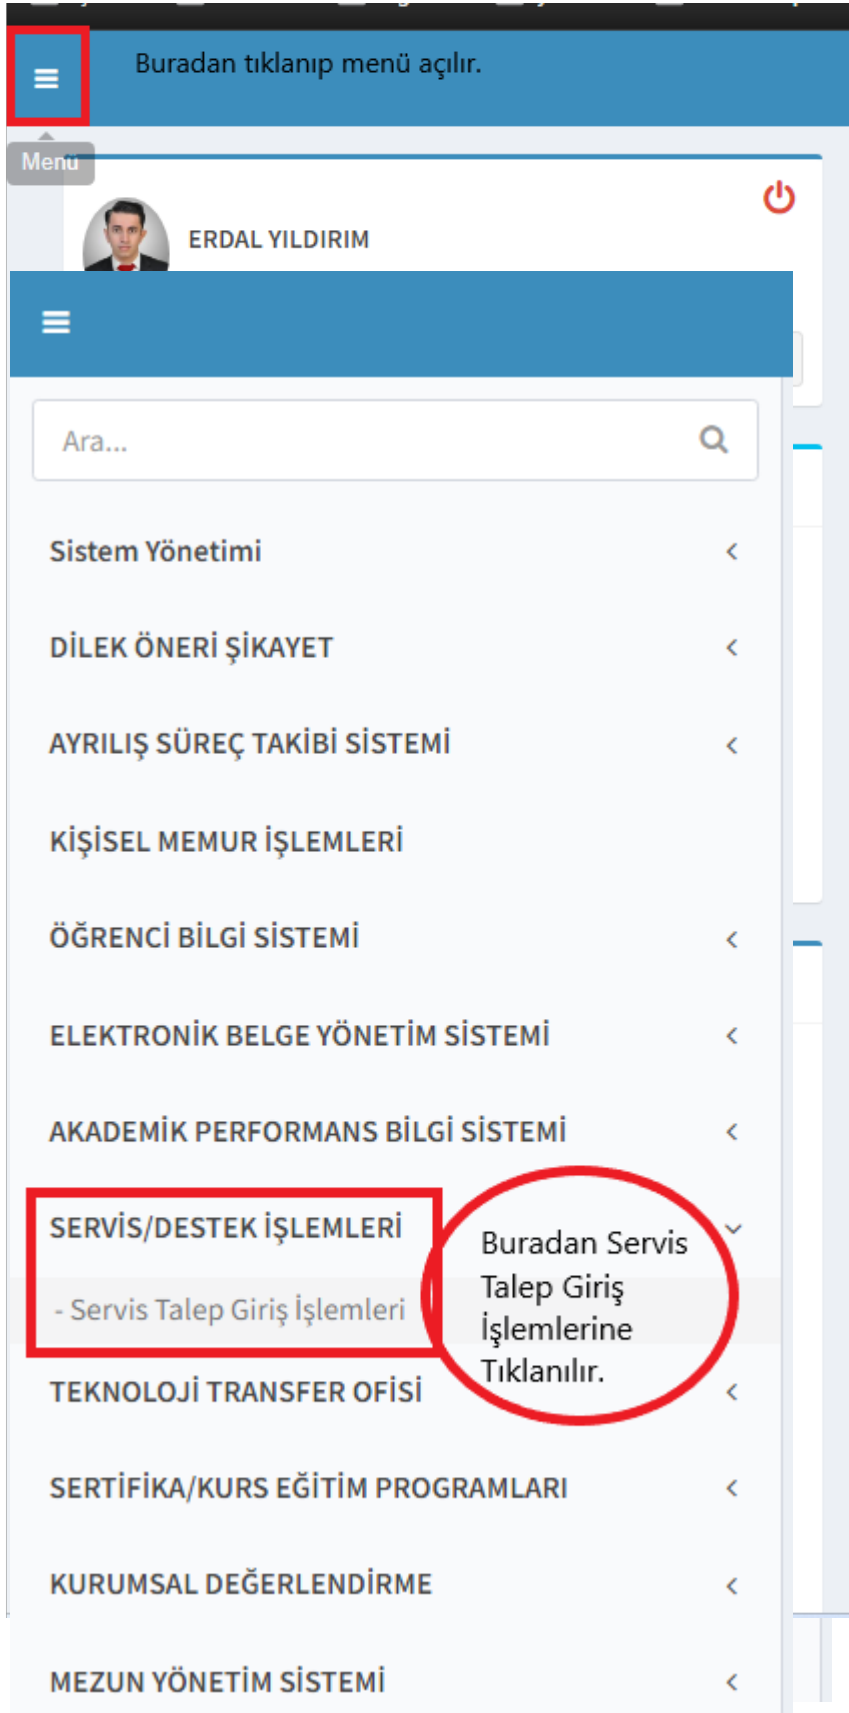 Buradan tıklanıp menü açılır.
Menü
ERDAL YILDIRIM
Ara...
Sistem Yönetimi
DİLEK ÖNERİ ŞİKAYET
AYRILIŞ SÜREÇ TAKİBİ SİSTEMİ
KİŞİSEL MEMUR İŞLEMLERİ
ÖĞRENCİ BİLGİ SİSTEMİ
ELEKTRONİK BELGE YÖNETİM SİSTEMİ
AKADEMİK PERFORMANS BİLGİ SİSTEMİ
SERVİS/DESTEK İŞLEMLERİ
- Servis Talep Giriş İşlemleri
Buradan Servis
Talep Giriş
İşlemlerine
Tıklanılır.
TEKNOLOJİ TRANSFER OFİSİ
SERTİFİKA/KURS EĞİTİM PROGRAMLARI
KURUMSAL DEĞERLENDİRME
MEZUN YÖNETİM SİSTEMİ